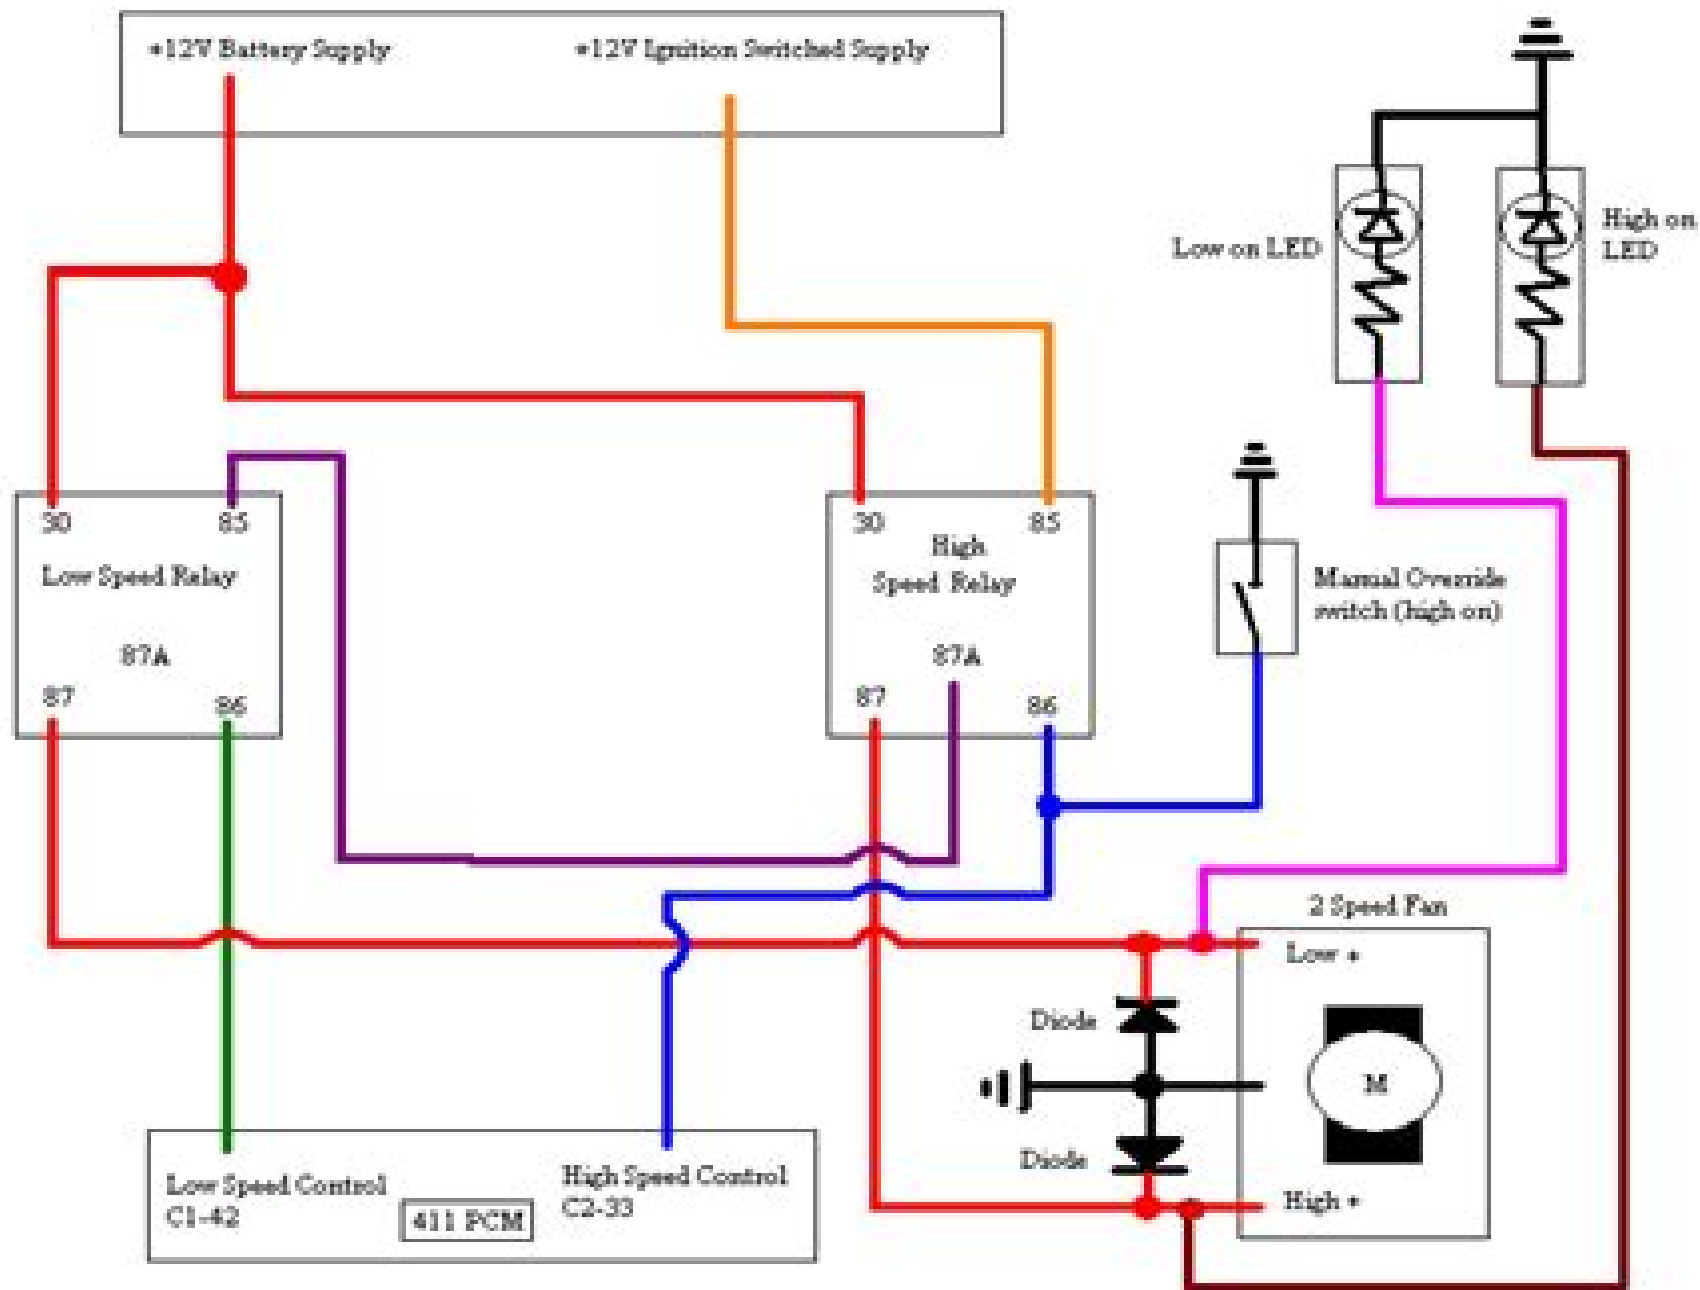 +12V Battery Supply
+12V Ignition Switched Supply
Low on LED
High on
LED
30
85
Low Speed Relay
87A
87
86
30
85
High
Speed Relay
87A
87
86
Manual Override
switch (high on)
2 Speed Fan
Low +
Diode
M
Diode
High +
Low Speed Control
C1-42
411 PCM
High Speed Control
C2-33